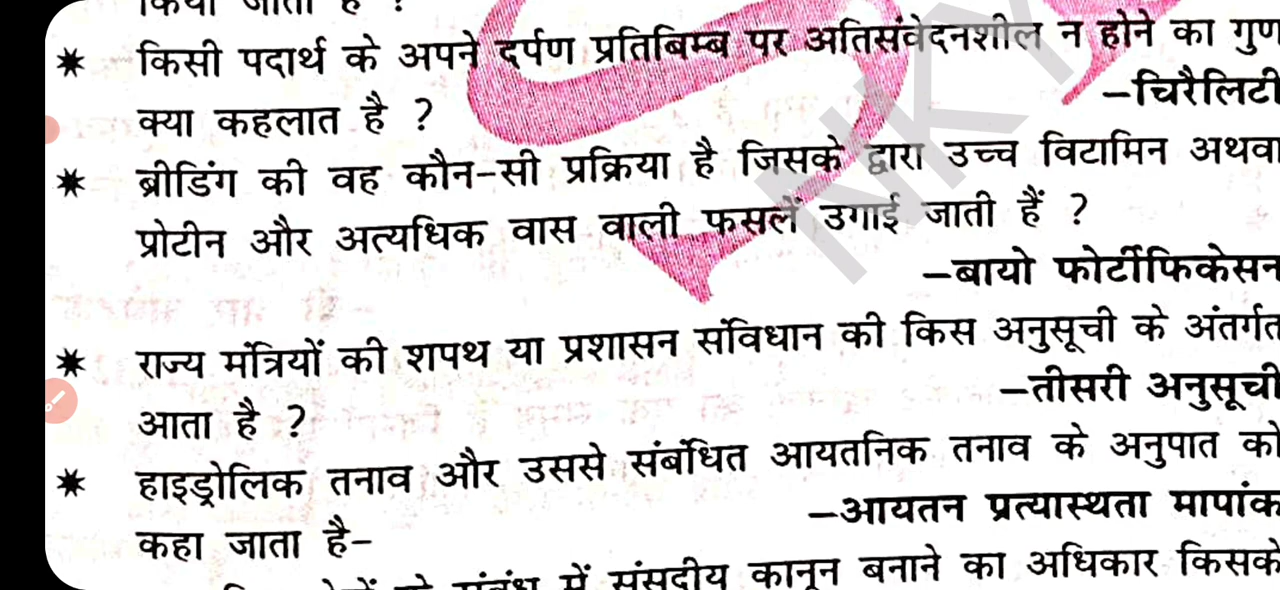 किया जाता है ?
* किसी पदार्थ के अपने दर्पण प्रतिबिम्ब पर अतिसंवेदनशील न होने का गुण
क्या कहलात है ?
–चिरैलिटी
* ब्रीडिंग की वह कौन-सी प्रक्रिया है जिसके द्वारा उच्च विटामिन अथवा
प्रोटीन और अत्यधिक वास वाली फसलें उगाई जाती हैं ?
–बायो फोर्टीफिकेसन
* राज्य मंत्रियों की शपथ या प्रशासन संविधान की किस अनुसूची के अंतर्गत
आता है ?
–तीसरी अनुसूची
* हाइड्रोलिक तनाव और उससे संबंधित आयतनिक तनाव के अनुपात को
कहा जाता है–
–आयतन प्रत्यास्थता मापांक
संबंध में संसदीय कानून बनाने का अधिकार किसके
NKY